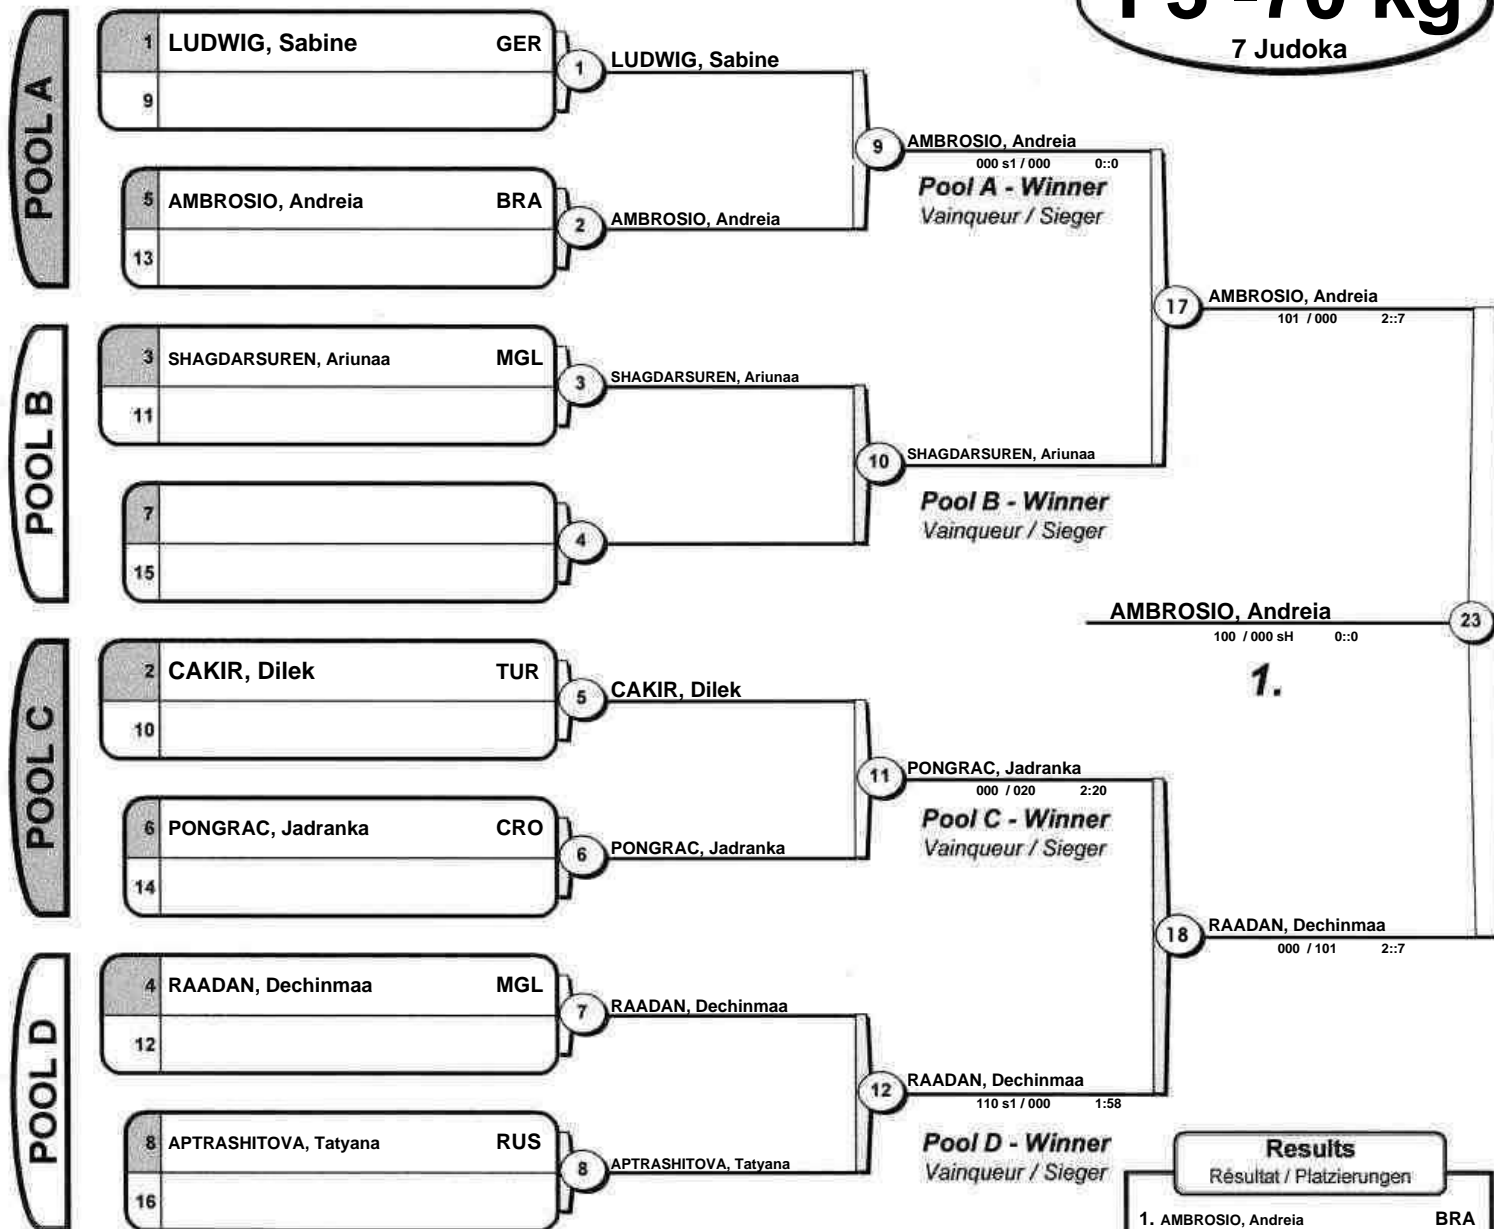 -70 kg
7 Judoka
POOL A
1 LUDWIG, Sabine GER
9
5 AMBROSIO, Andreia BRA
13
1 LUDWIG, Sabine
2 AMBROSIO, Andreia
9 AMBROSIO, Andreia
000 s1 / 000 0::0
Pool A - Winner
Vainqueur / Sieger
POOL B
3 SHAGDARSUREN, Ariunaa MGL
11
7
15
3 SHAGDARSUREN, Ariunaa
4
10 SHAGDARSUREN, Ariunaa
Pool B - Winner
Vainqueur / Sieger
17 AMBROSIO, Andreia
101 / 000 2::7
AMBROSIO, Andreia 23
100 / 000 sH 0::0
1.
POOL C
2 CAKIR, Dilek TUR
10
6 PONGRAC, Jadranka CRO
14
5 CAKIR, Dilek
6 PONGRAC, Jadranka
11 PONGRAC, Jadranka
000 / 020 2:20
Pool C - Winner
Vainqueur / Sieger
18 RAADAN, Dechinmaa
000 / 101 2::7
POOL D
4 RAADAN, Dechinmaa MGL
12
8 APTRASHITOVA, Tatyana RUS
16
7 RAADAN, Dechinmaa
8 APTRASHITOVA, Tatyana
12 RAADAN, Dechinmaa
110 s1 / 000 1:58
Pool D - Winner
Vainqueur / Sieger
Results
Résultat / Platzierungen
1. AMBROSIO, Andreia BRA